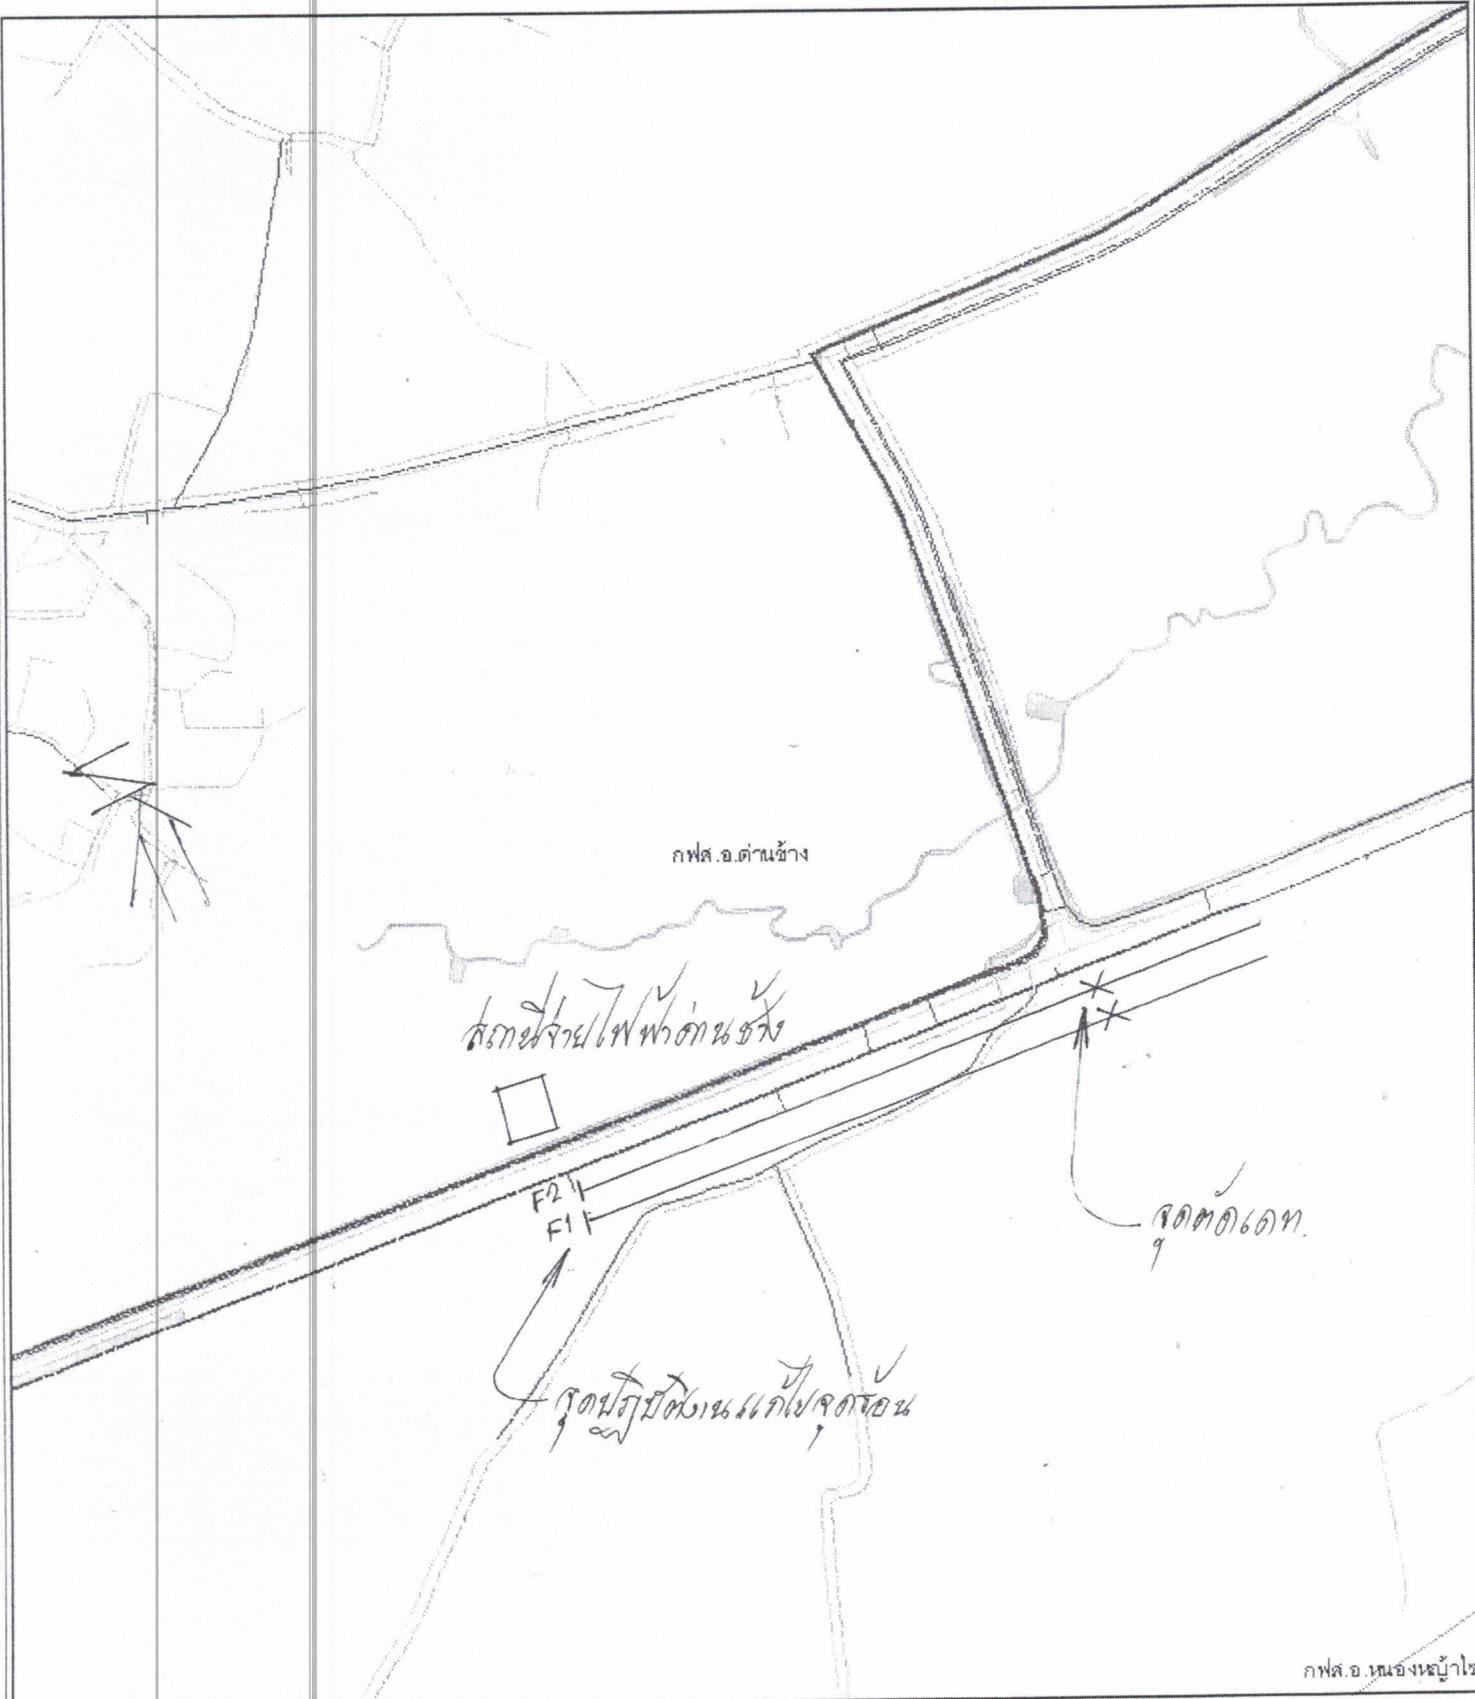 กฟส.อ.ด่านช้าง
สถานีจ่ายไฟฟ้าด่านช้าง
F2
F1
จุดตัดเดท.
จุดปฏิบัติงานแก้ไขจุดร้อน
กฟส.อ.หนองหญ้าไซ